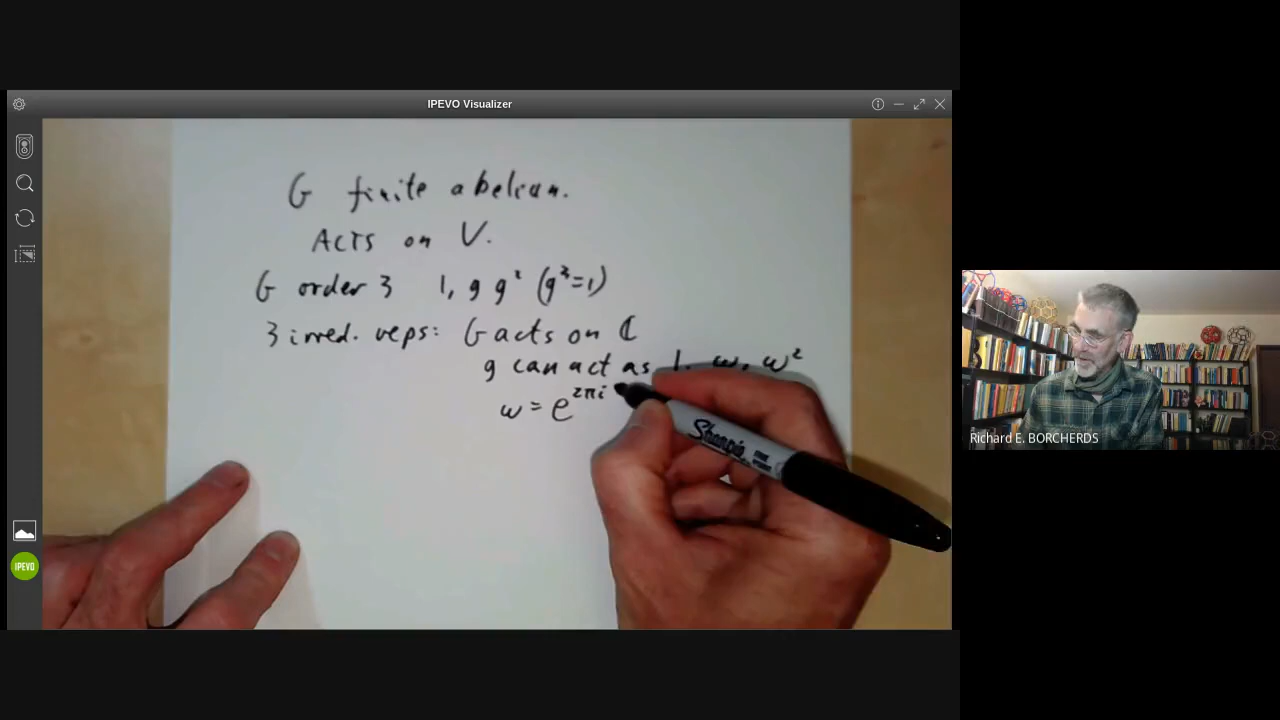 IPEVO Visualizer
G finite abelian.
ACTS on V.
G order 3 1, g g² (g³=1)
3 irred. reps: G acts on ℂ
g can act as 1, ω, ω²
ω = e^{2πi
Sharpie
Richard E. BORCHERDS
IPEVO